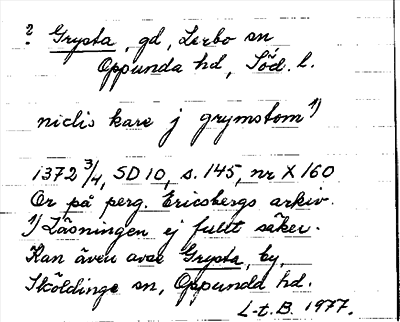 ? Grysta, gd, Lerbo sn
Oppunda hd, Söd. l.
niclis kare j grymstom 1)
1372 3/4, SD 10, s. 145, nr X 160
Or på perg. Ericsbergs arkiv.
1) Läsningen ej fullt säker.
Kan även avse Grysta, by,
Sköldinge sn, Oppunda hd.
L-t. B. 1977.